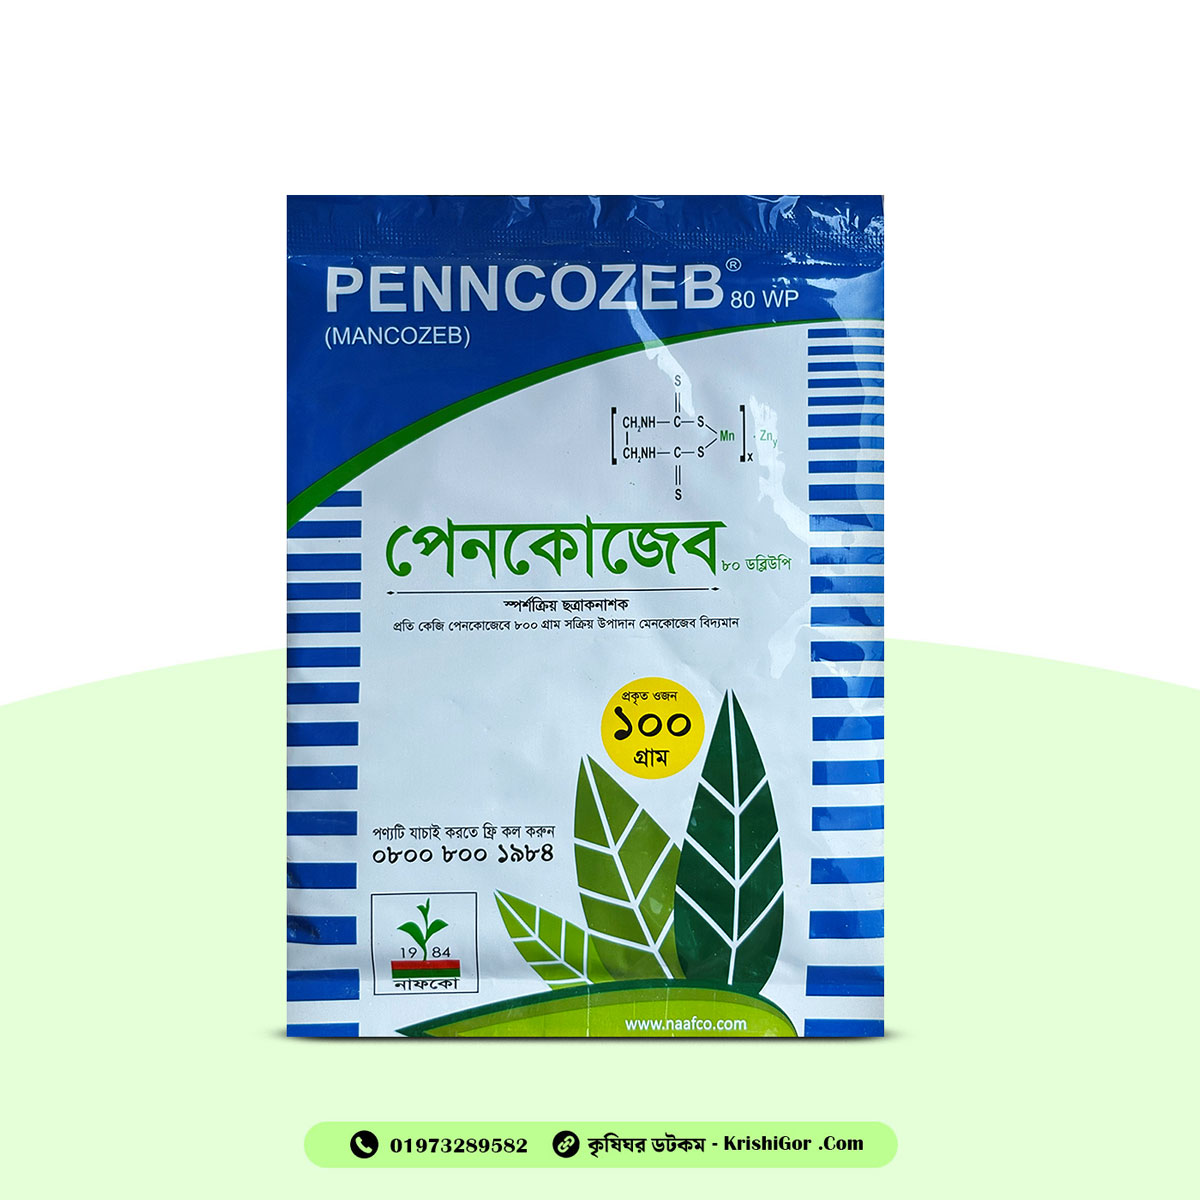 PENNCOZEB® 80 WP
(MANCOZEB)
S
CH₂NH—C—S
Mn
x
· Zny
CH₂NH—C—S
S
পেনকোজেব ৮০ ডব্লিউপি
স্পর্শক্রিয় ছত্রাকনাশক
প্রতি কেজি পেনকোজেবে ৮০০ গ্রাম সক্রিয় উপাদান মেনকোজেব বিদ্যমান
প্রকৃত ওজন
১০০
গ্রাম
পণ্যটি যাচাই করতে ফ্রি কল করুন
০৮০০ ৮০০ ১৯৮৪
19 84
নাফকো
www.naafco.com
01973289582 কৃষিঘর ডটকম - KrishiGor .Com